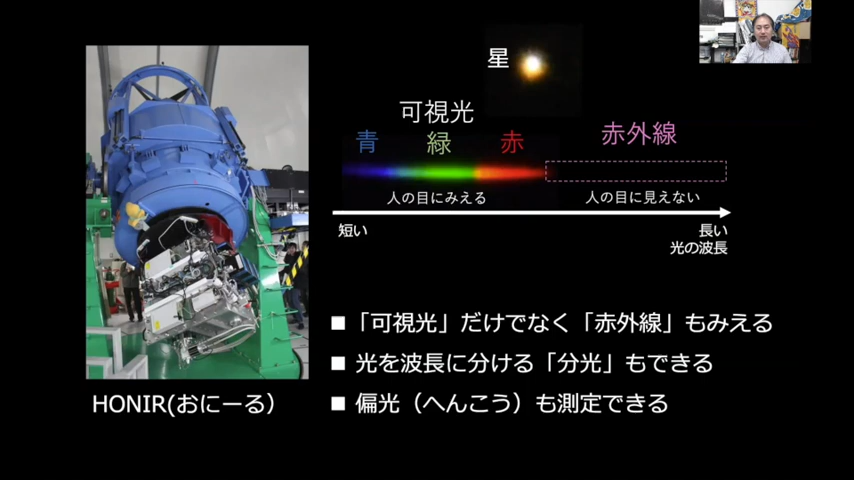 星
可視光
青
緑
赤
赤外線
人の目にみえる
人の目に見えない
短い
長い
光の波長
■ 「可視光」だけでなく「赤外線」もみえる
■ 光を波長に分ける「分光」もできる
■ 偏光（へんこう）も測定できる
HONIR(おにーる）